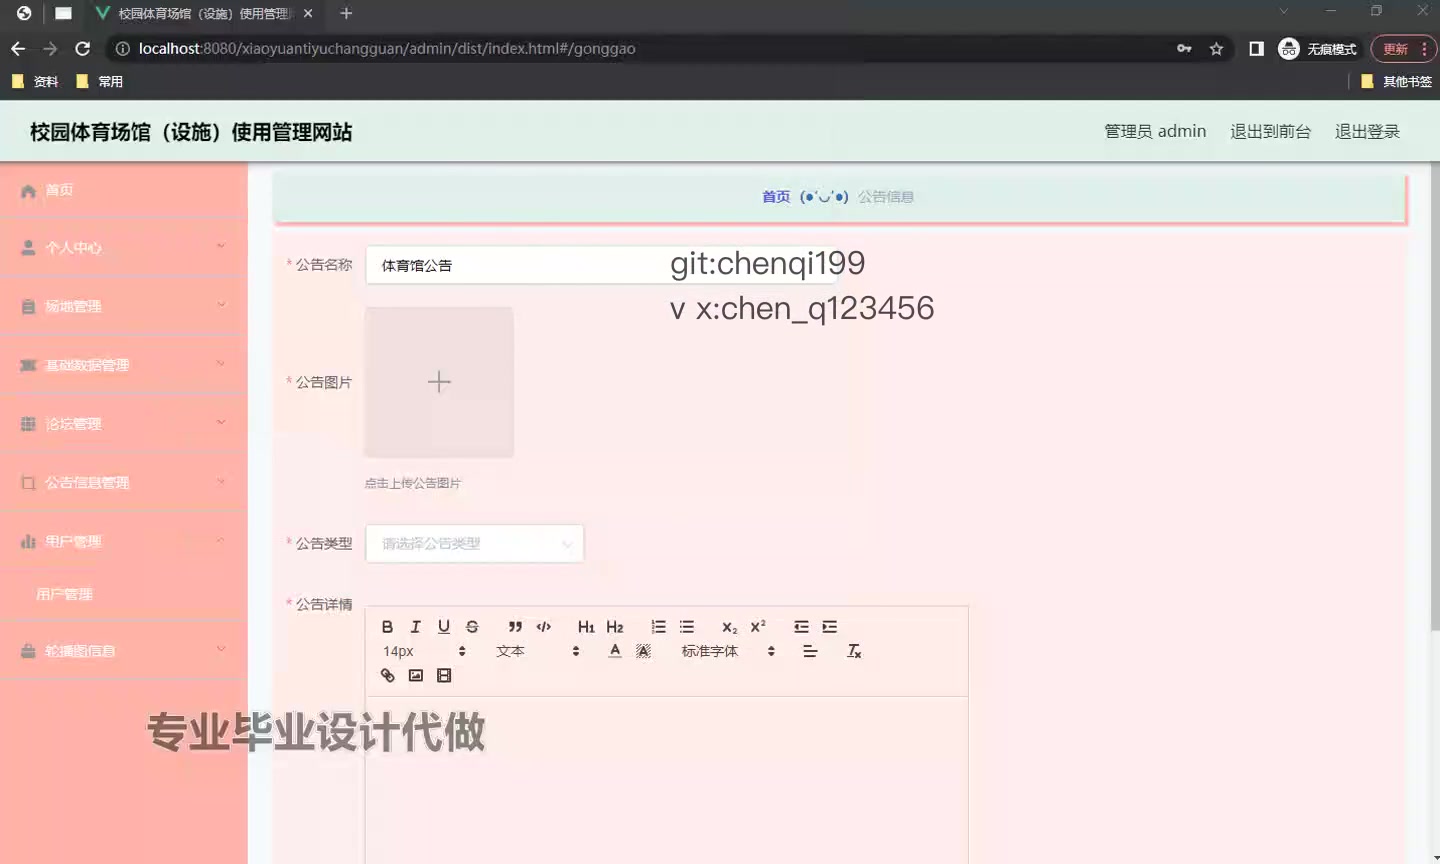 校园体育场馆（设施）使用管理
localhost:8080/xiaoyuantiyuchangguan/admin/dist/index.html#/gonggao
无痕模式
更新
资料
常用
其他书签
校园体育场馆（设施）使用管理网站
管理员 admin
退出到前台
退出登录
首页
个人中心
场地管理
基础数据管理
论坛管理
公告信息管理
用户管理
用户管理
轮播图信息
首页 (●'◡'●) 公告信息
* 公告名称
体育馆公告
git:chenqi199
v x:chen_q123456
* 公告图片
点击上传公告图片
* 公告类型
请选择公告类型
* 公告详情
B I U S H1 H2 X₂ X²
14px
文本
A
标准字体
专业毕业设计代做